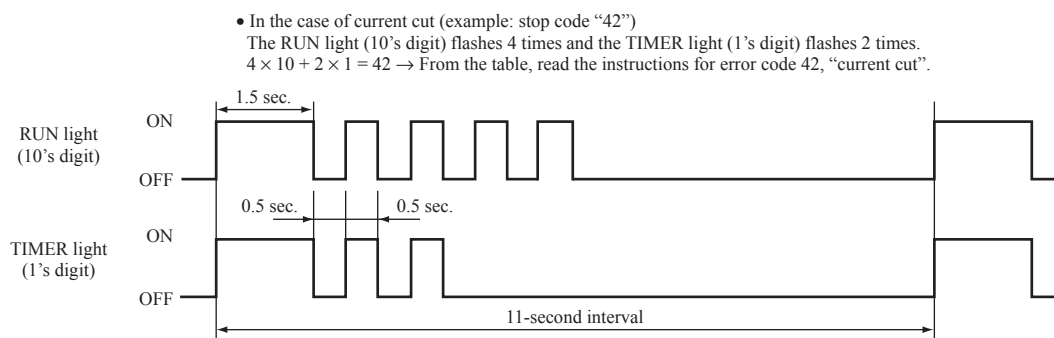 • In the case of current cut (example: stop code “42”)
The RUN light (10’s digit) flashes 4 times and the TIMER light (1’s digit) flashes 2 times.
4 × 10 + 2 × 1 = 42 → From the table, read the instructions for error code 42, “current cut”.
1.5 sec.
RUN light
(10’s digit)
ON
OFF
0.5 sec.
0.5 sec.
TIMER light
(1’s digit)
ON
OFF
11-second interval